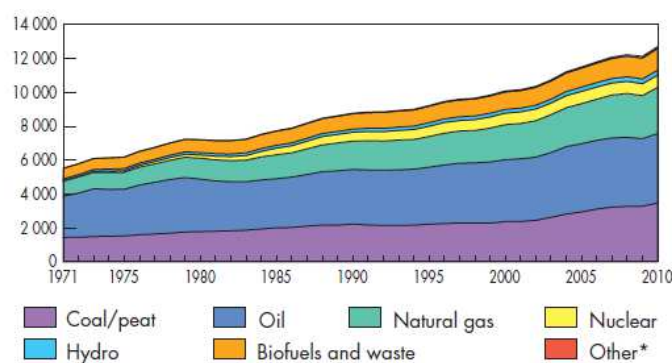 14 000
12 000
10 000
8 000
6 000
4 000
2 000
0
1971 1975 1980 1985 1990 1995 2000 2005 2010
Coal/peat Oil Natural gas Nuclear
Hydro Biofuels and waste Other*